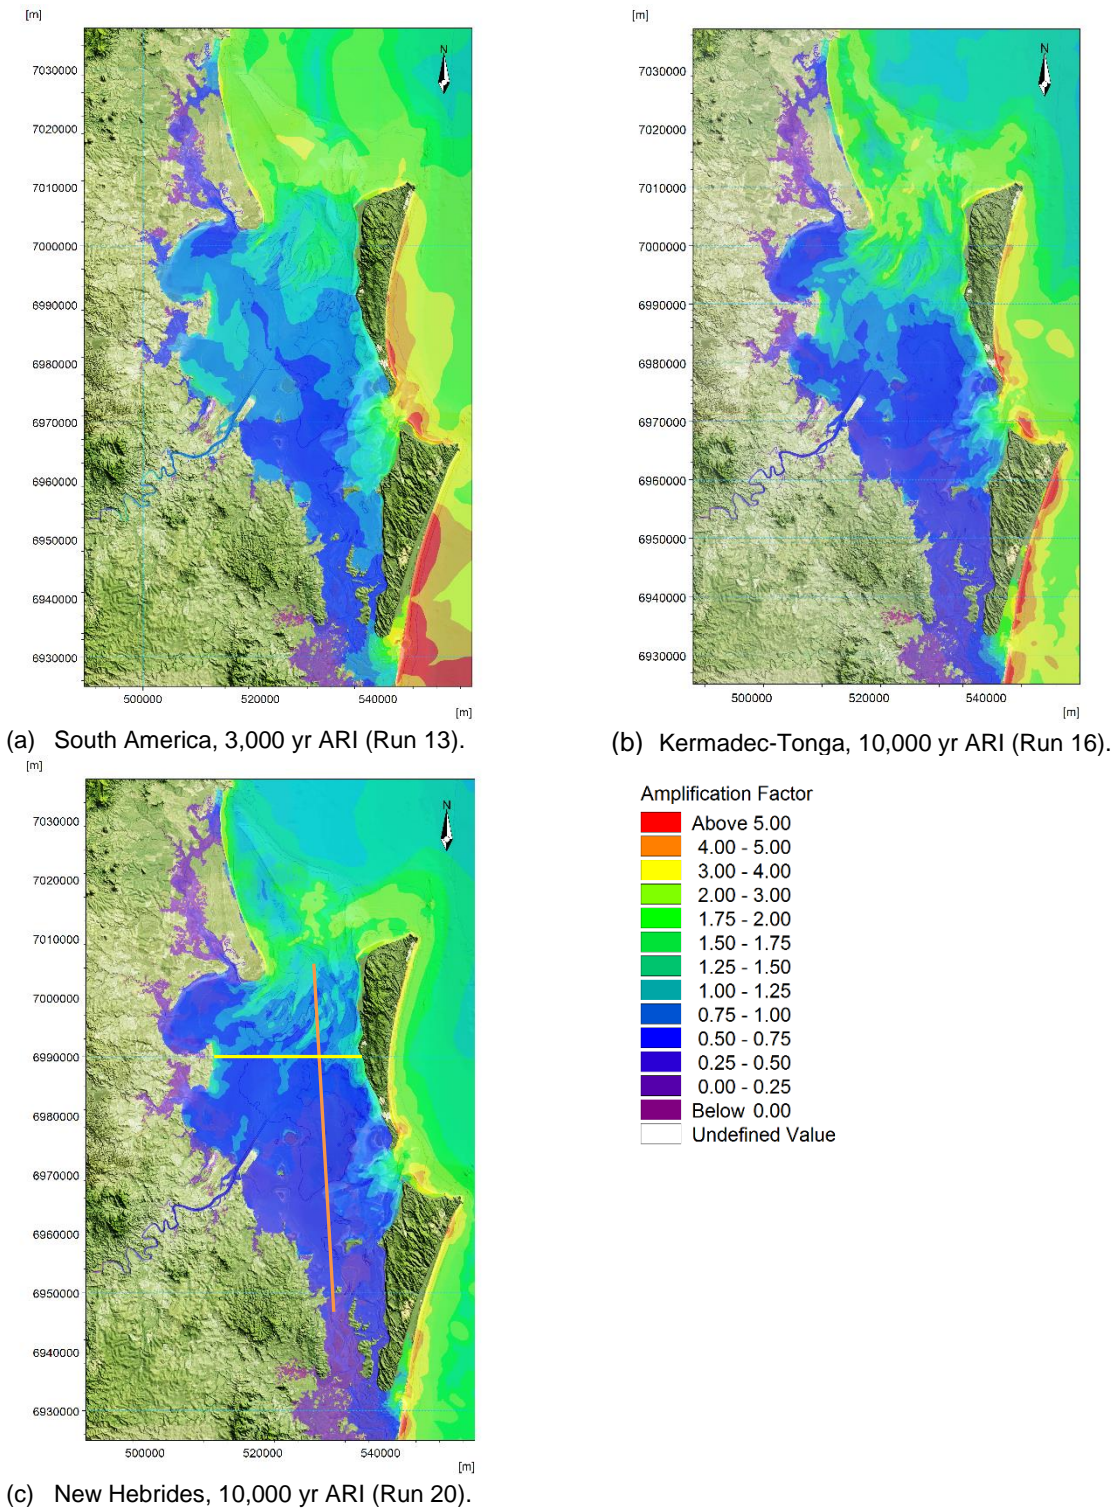 [m]
N
7030000
7020000
7010000
7000000
6990000
6980000
6970000
6960000
6950000
6940000
6930000
500000 520000 540000
[m]
(a) South America, 3,000 yr ARI (Run 13).
[m]
N
7030000
7020000
7010000
7000000
6990000
6980000
6970000
6960000
6950000
6940000
6930000
500000 520000 540000
[m]
(b) Kermadec-Tonga, 10,000 yr ARI (Run 16).
[m]
N
7030000
7020000
7010000
7000000
6990000
6980000
6970000
6960000
6950000
6940000
6930000
500000 520000 540000
[m]
(c) New Hebrides, 10,000 yr ARI (Run 20).
Amplification Factor
Above 5.00
4.00 - 5.00
3.00 - 4.00
2.00 - 3.00
1.75 - 2.00
1.50 - 1.75
1.25 - 1.50
1.00 - 1.25
0.75 - 1.00
0.50 - 0.75
0.25 - 0.50
0.00 - 0.25
Below 0.00
Undefined Value